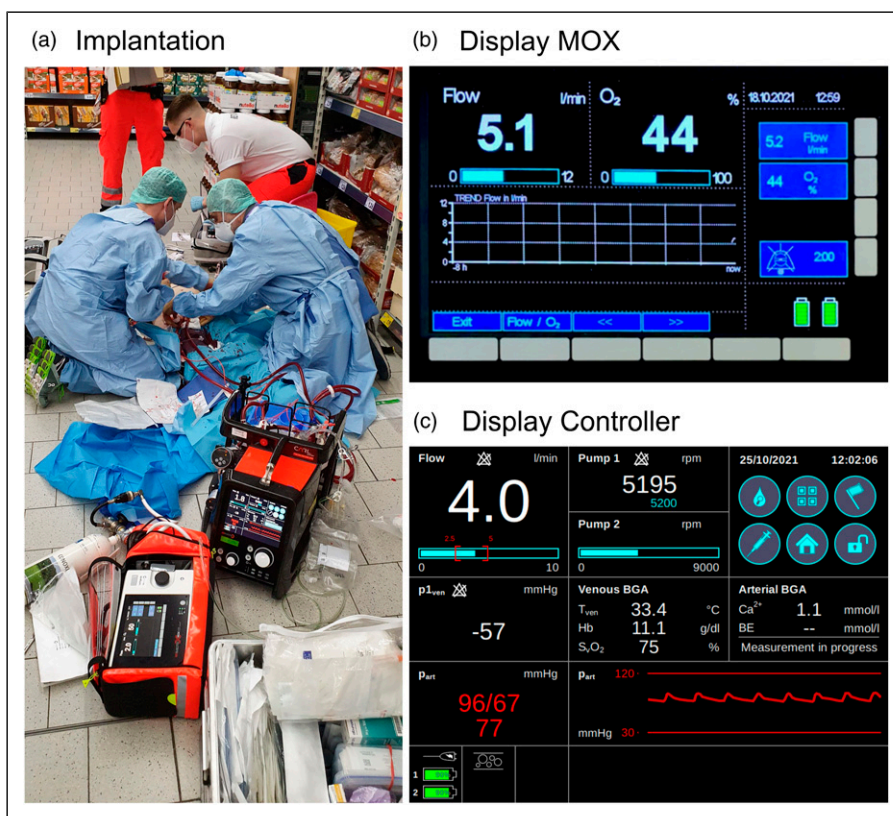 (a) Implantation
(b) Display MOX
Flow l/min O₂ % 18.10.2021 12:59
5.1 44
5.2 Flow l/min
44 O₂ %
0 12 0 100
TREND Flow in l/min
12
8
4
0
-8 h now
200
Exit Flow / O₂ << >>
(c) Display Controller
Flow l/min
4.0
2.5 5
0 10
Pump 1 rpm
5195
5200
Pump 2 rpm
0 9000
25/10/2021 12:02:06
p1ven mmHg
-57
Venous BGA
Tven 33.4 °C
Hb 11.1 g/dl
SvO₂ 75 %
Arterial BGA
Ca²⁺ 1.1 mmol/l
BE -- mmol/l
Measurement in progress
part mmHg
96/67
77
part 120
mmHg 30
1 90%
2 90%